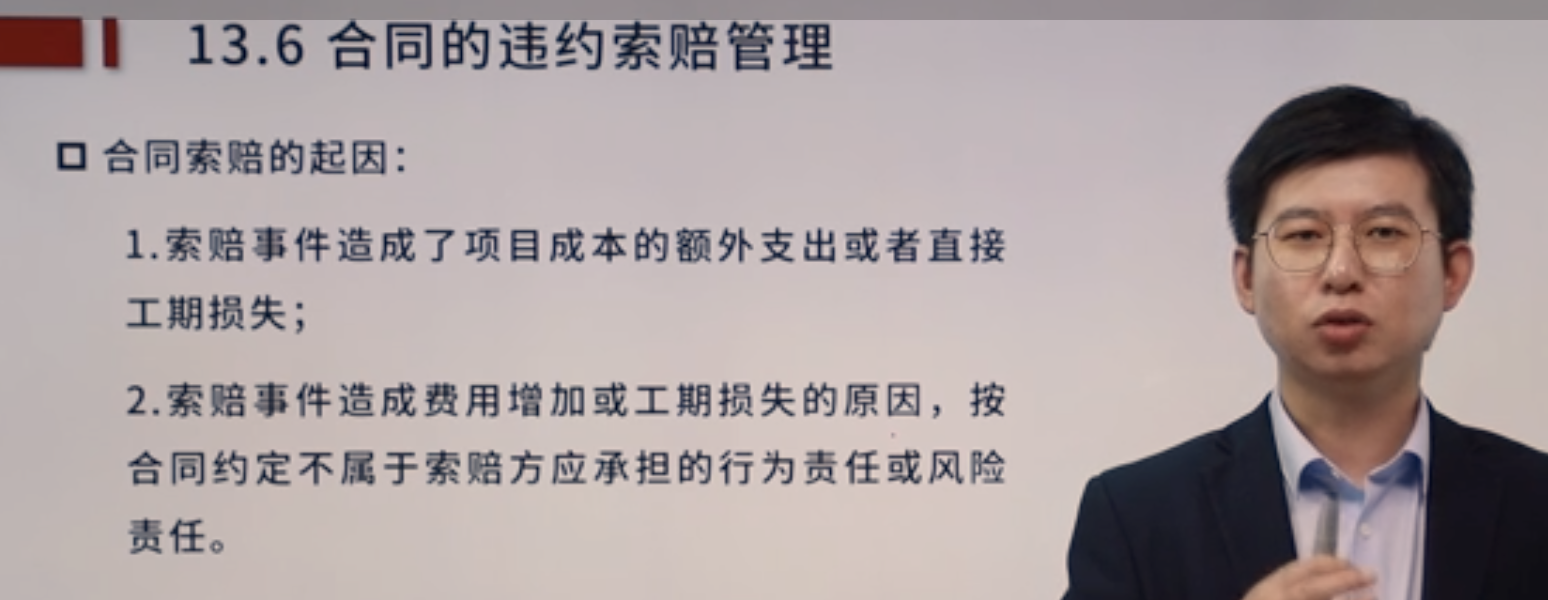 13.6 合同的违约索赔管理
合同索赔的起因：
1.索赔事件造成了项目成本的额外支出或者直接
工期损失；
2.索赔事件造成费用增加或工期损失的原因，按
合同约定不属于索赔方应承担的行为责任或风险
责任。